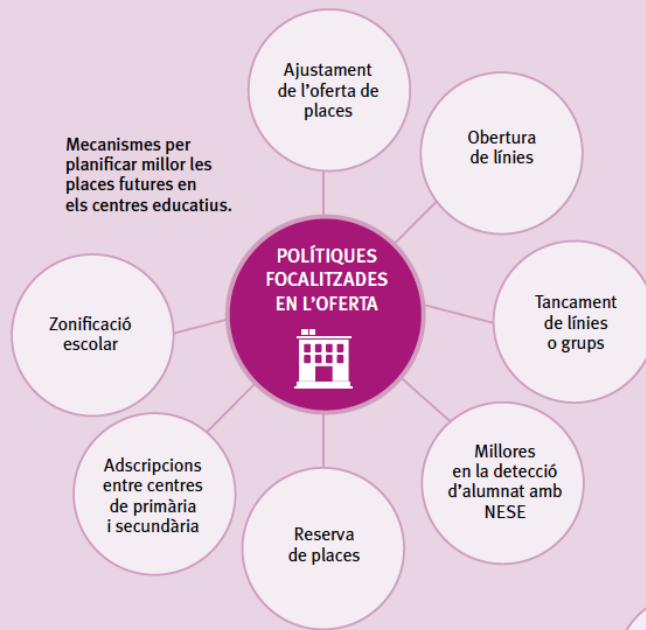 Ajustament
de l'oferta de
places
Mecanismes per
planificar millor les
places futures en
els centres educatius.
Obertura
de línies
POLÍTIQUES
FOCALITZADES
EN L'OFERTA
Zonificació
escolar
Tancament
de línies
o grups
Adscripcions
entre centres
de primària
i secundària
Millores
en la detecció
d'alumnat amb
NESE
Reserva
de places